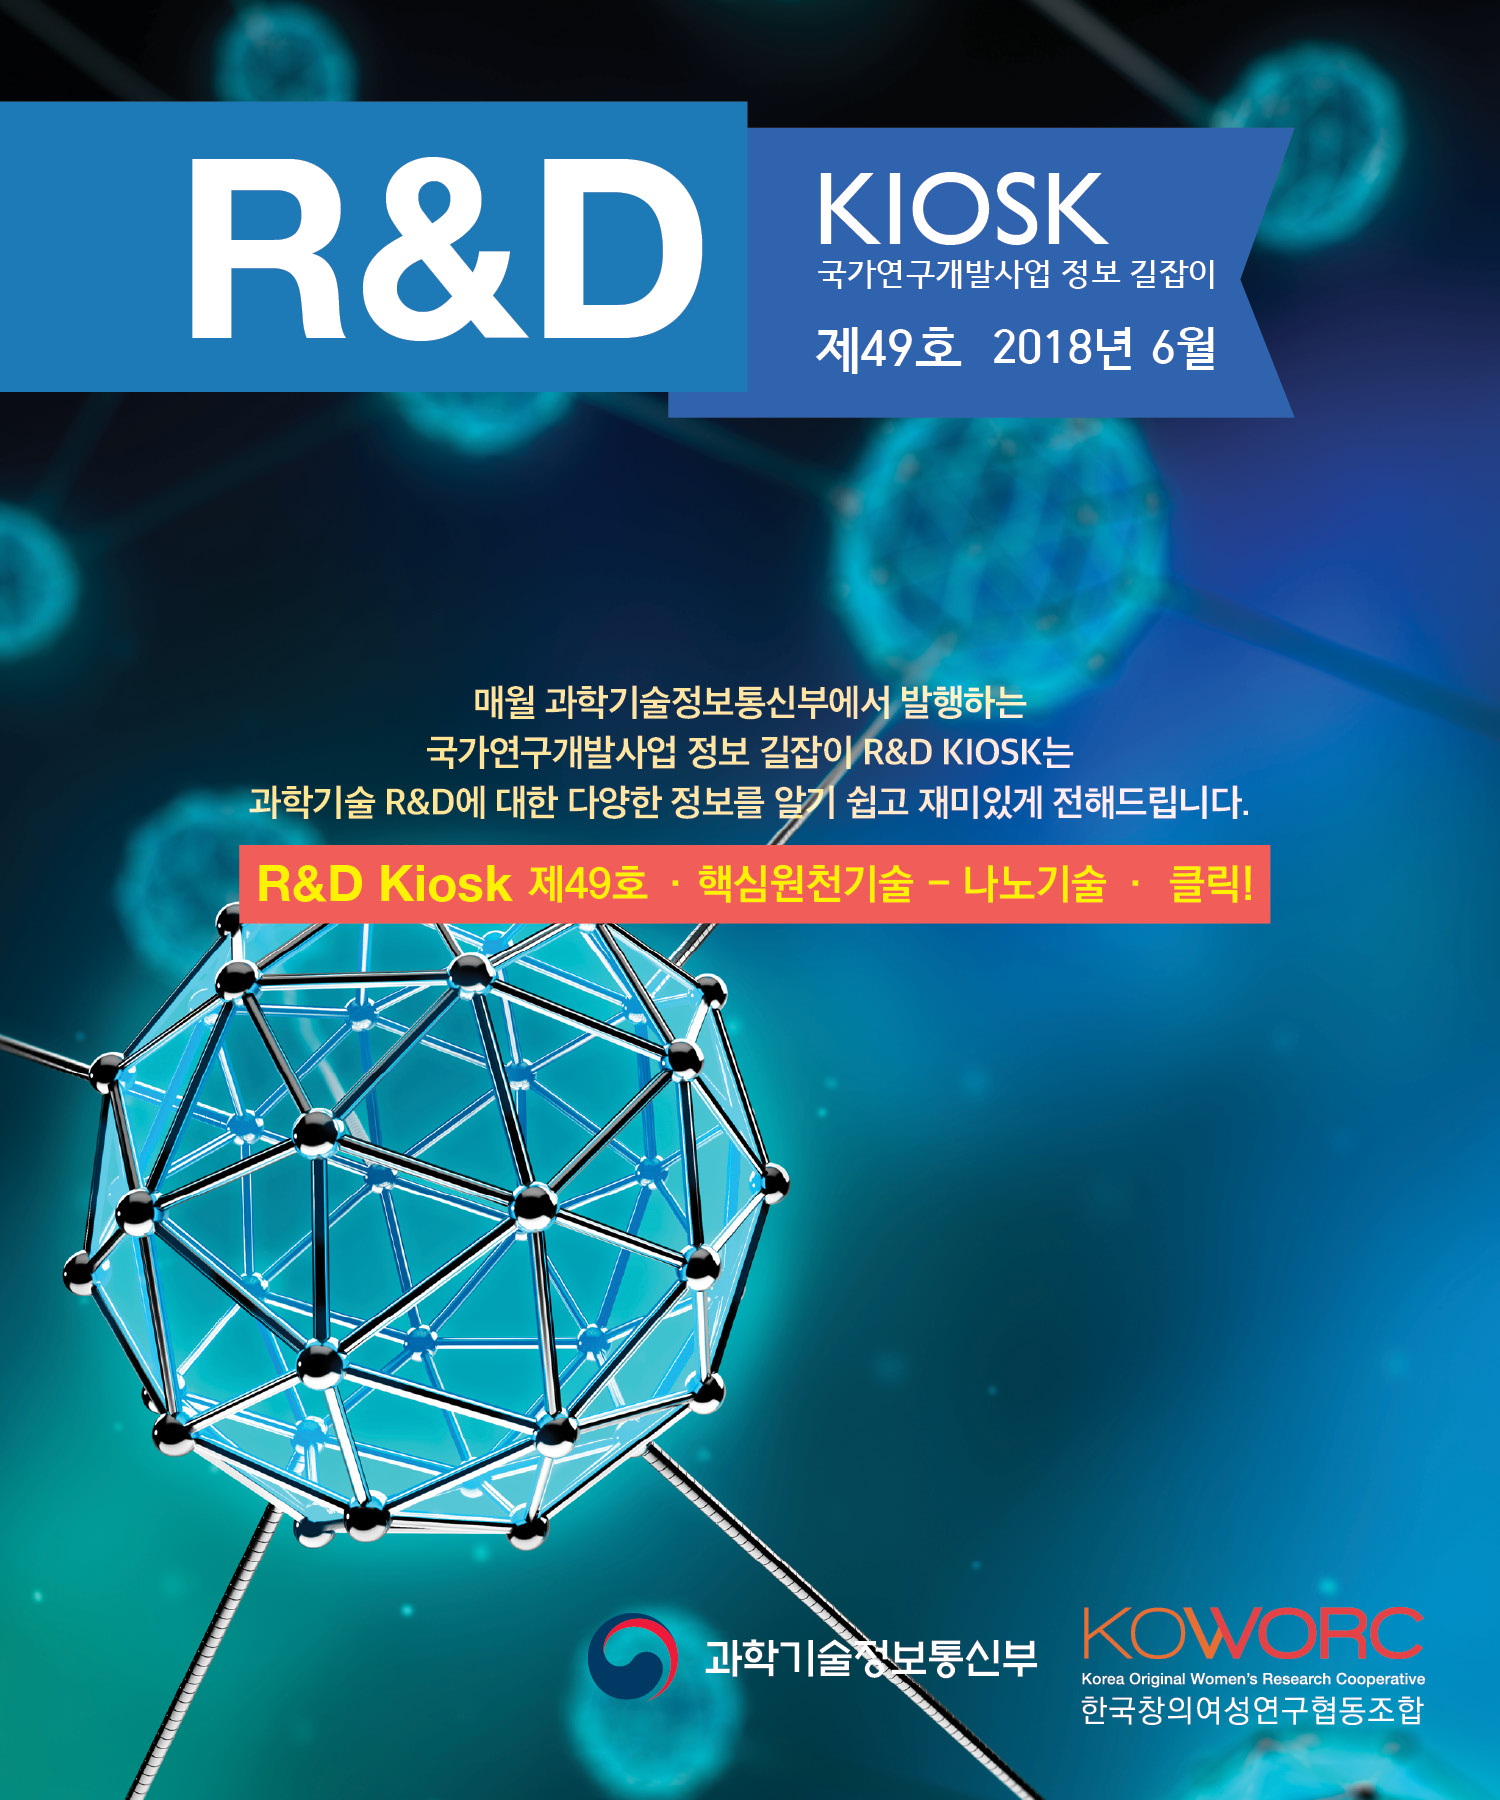 R&D
KIOSK
국가연구개발사업 정보 길잡이
제49호 2018년 6월
매월 과학기술정보통신부에서 발행하는
국가연구개발사업 정보 길잡이 R&D KIOSK는
과학기술 R&D에 대한 다양한 정보를 알기 쉽고 재미있게 전해드립니다.
R&D Kiosk 제49호 · 핵심원천기술 – 나노기술 · 클릭!
과학기술정보통신부
KOWORC
Korea Original Women's Research Cooperative
한국창의여성연구협동조합